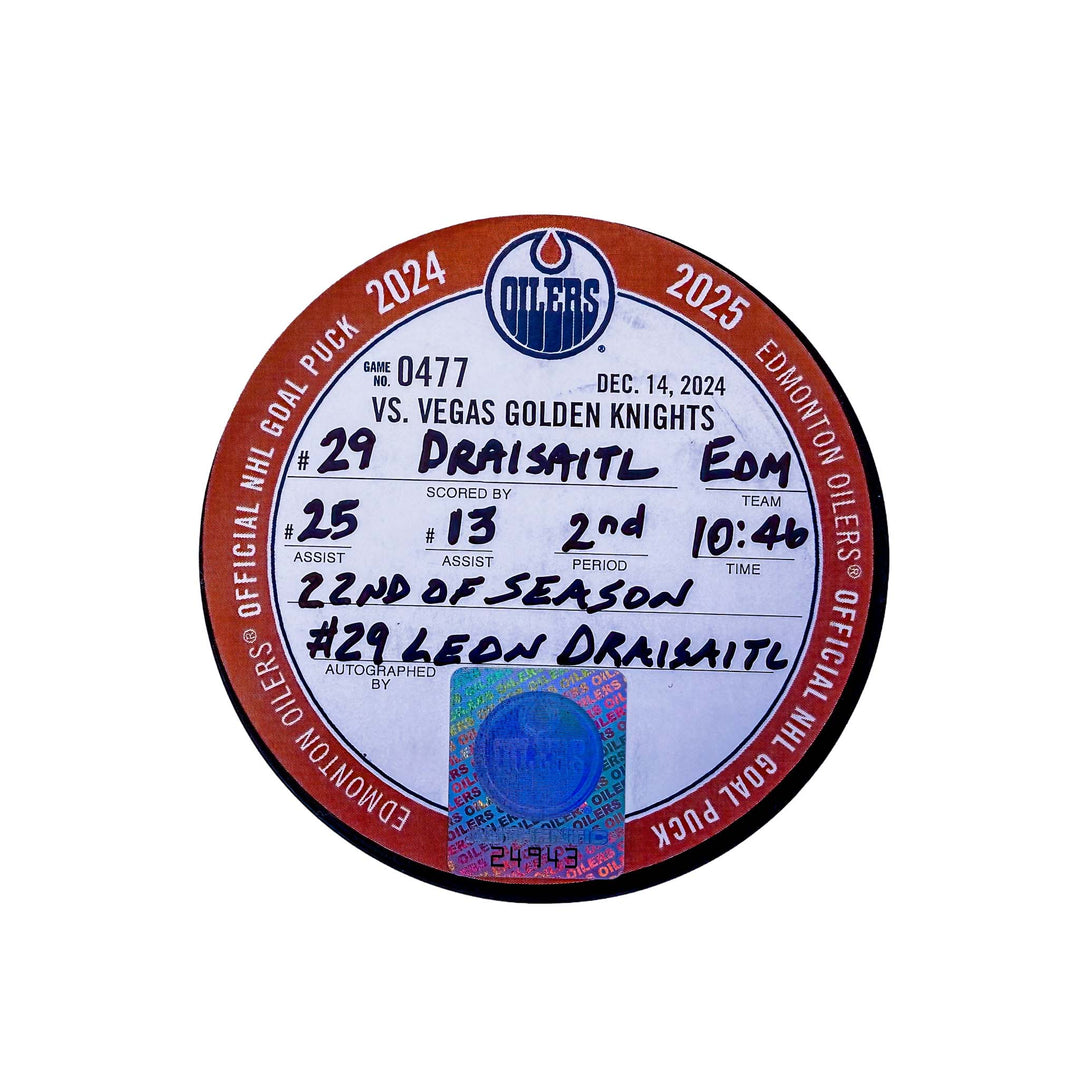 2024
2025
EDMONTON OILERS® OFFICIAL NHL GOAL PUCK
EDMONTON OILERS® OFFICIAL NHL GOAL PUCK
OILERS
®
GAME NO. 0477
DEC. 14, 2024
VS. VEGAS GOLDEN KNIGHTS
# 29 DRAISAITL EDM
SCORED BY TEAM
# 25 # 13 2nd 10:46
ASSIST ASSIST PERIOD TIME
22ND OF SEASON
#29 LEON DRAISAITL
AUTOGRAPHED
BY
OILERS
24943